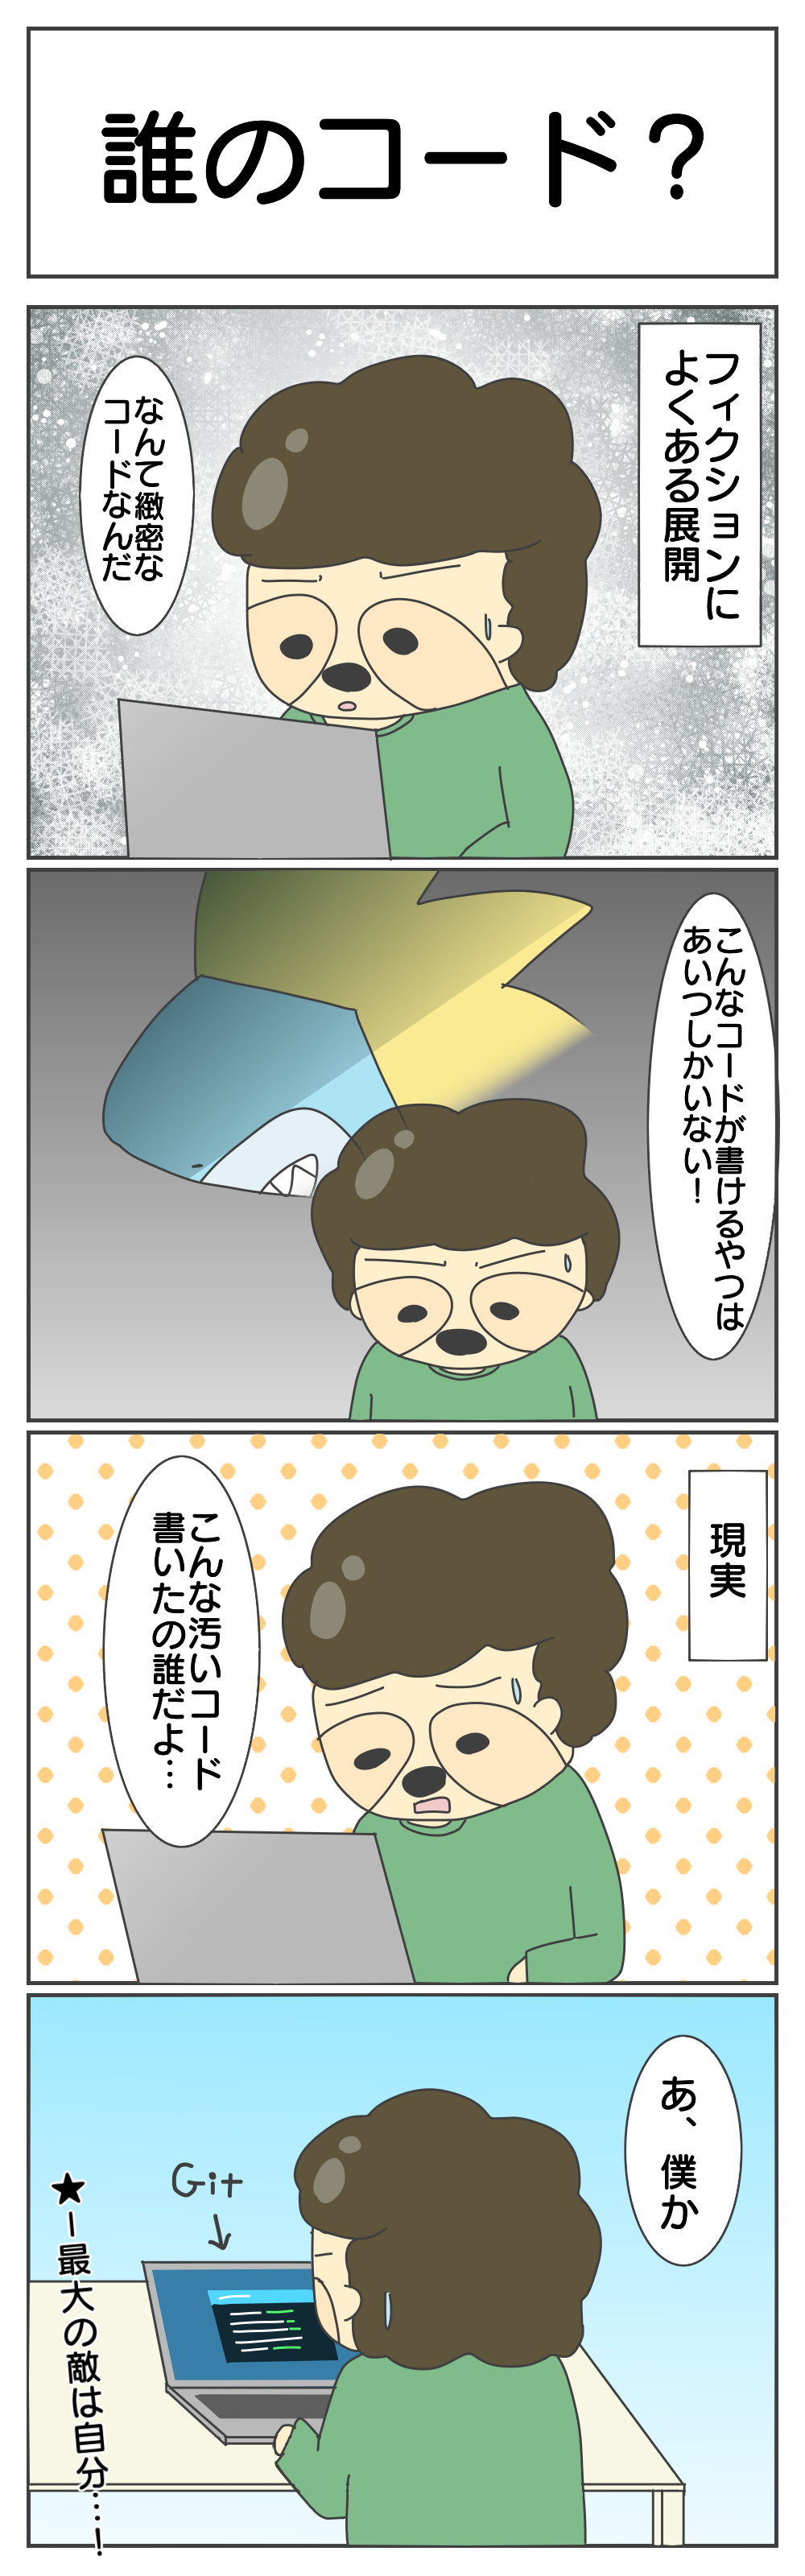 誰のコード？
フィクションに
よくある展開
なんて緻密な
コードなんだ
こんなコードが書けるやつは
あいつしかいない！
現実
こんな汚いコード
書いたの誰だよ…
あ、僕か
Git
★ー最大の敵は自分…！